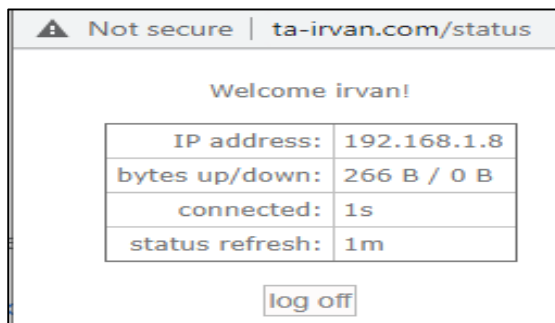 Not secure | ta-irvan.com/status
Welcome irvan!
IP address: 192.168.1.8
bytes up/down: 266 B / 0 B
connected: 1s
status refresh: 1m
log off